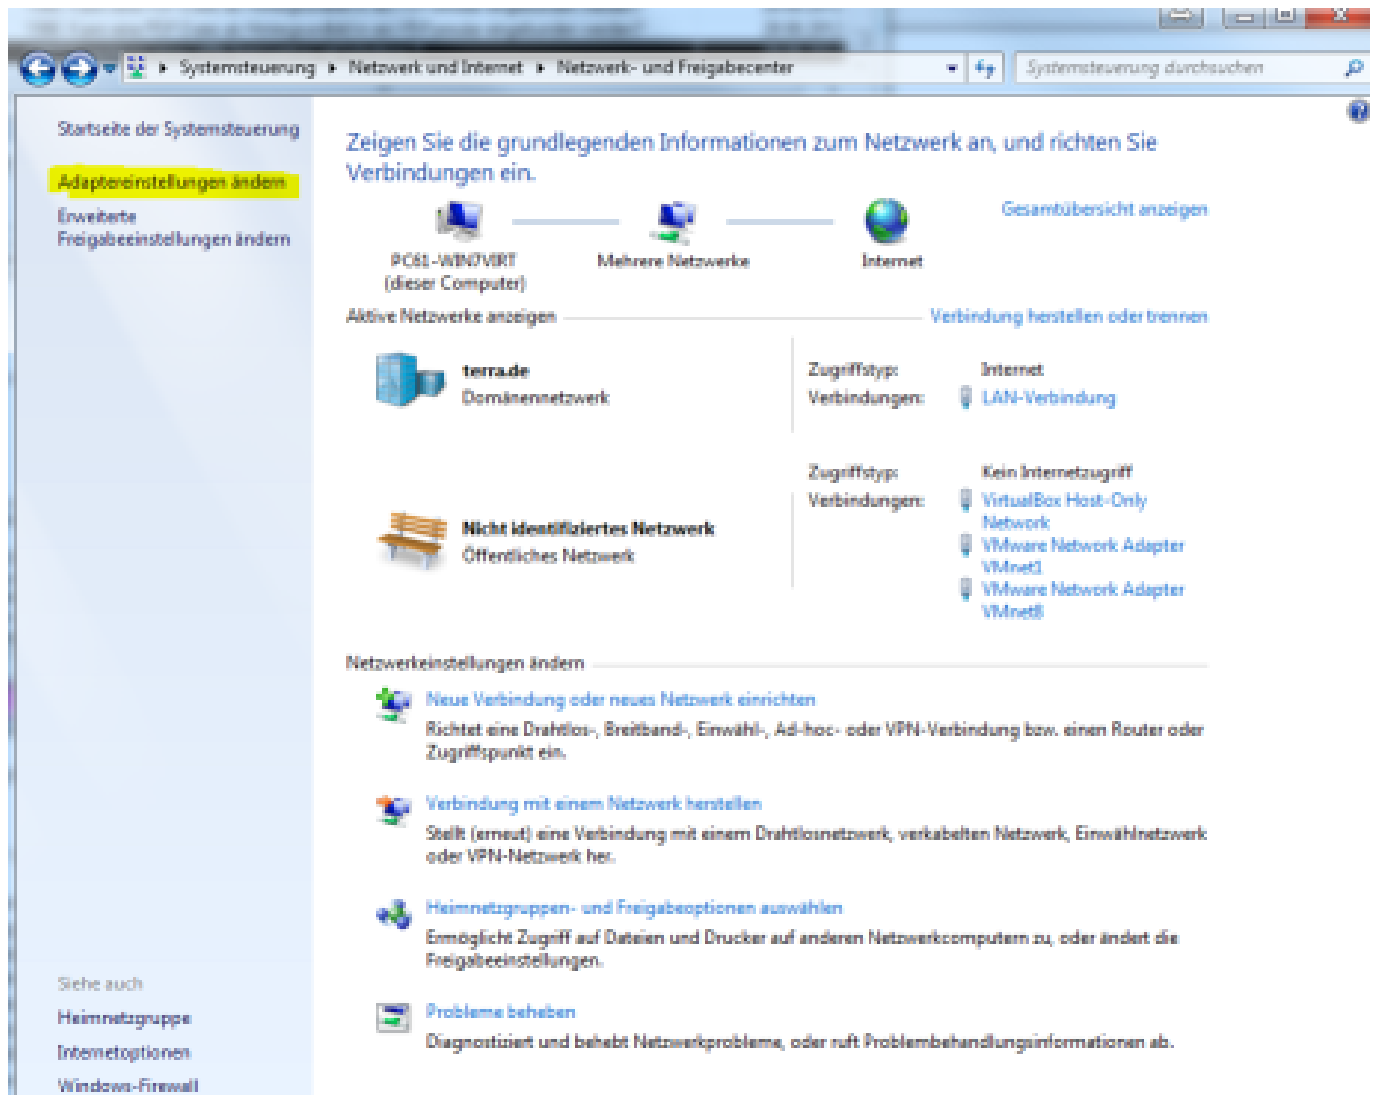 Systemsteuerung ▸ Netzwerk und Internet ▸ Netzwerk- und Freigabecenter
Systemsteuerung durchsuchen
Startseite der Systemsteuerung
Adaptereinstellungen ändern
Erweiterte
Freigabeeinstellungen ändern
Zeigen Sie die grundlegenden Informationen zum Netzwerk an, und richten Sie
Verbindungen ein.
Gesamtübersicht anzeigen
PC61-WIN7VIRT
(dieser Computer)
Mehrere Netzwerke
Internet
Aktive Netzwerke anzeigen
Verbindung herstellen oder trennen
terra.de
Domänennetzwerk
Zugriffstyp: Internet
Verbindungen: LAN-Verbindung
Nicht identifiziertes Netzwerk
Öffentliches Netzwerk
Zugriffstyp: Kein Internetzugriff
Verbindungen: VirtualBox Host-Only
Network
VMware Network Adapter
VMnet1
VMware Network Adapter
VMnet8
Netzwerkeinstellungen ändern
Neue Verbindung oder neues Netzwerk einrichten
Richtet eine Drahtlos-, Breitband-, Einwähl-, Ad-hoc- oder VPN-Verbindung bzw. einen Router oder
Zugriffspunkt ein.
Verbindung mit einem Netzwerk herstellen
Stellt (erneut) eine Verbindung mit einem Drahtlosnetzwerk, verkabelten Netzwerk, Einwählnetzwerk
oder VPN-Netzwerk her.
Heimnetzgruppen- und Freigabeoptionen auswählen
Ermöglicht Zugriff auf Dateien und Drucker auf anderen Netzwerkcomputern zu, oder ändert die
Freigabeeinstellungen.
Probleme beheben
Diagnostiziert und behebt Netzwerkprobleme, oder ruft Problembehandlungsinformationen ab.
Siehe auch
Heimnetzgruppe
Internetoptionen
Windows-Firewall